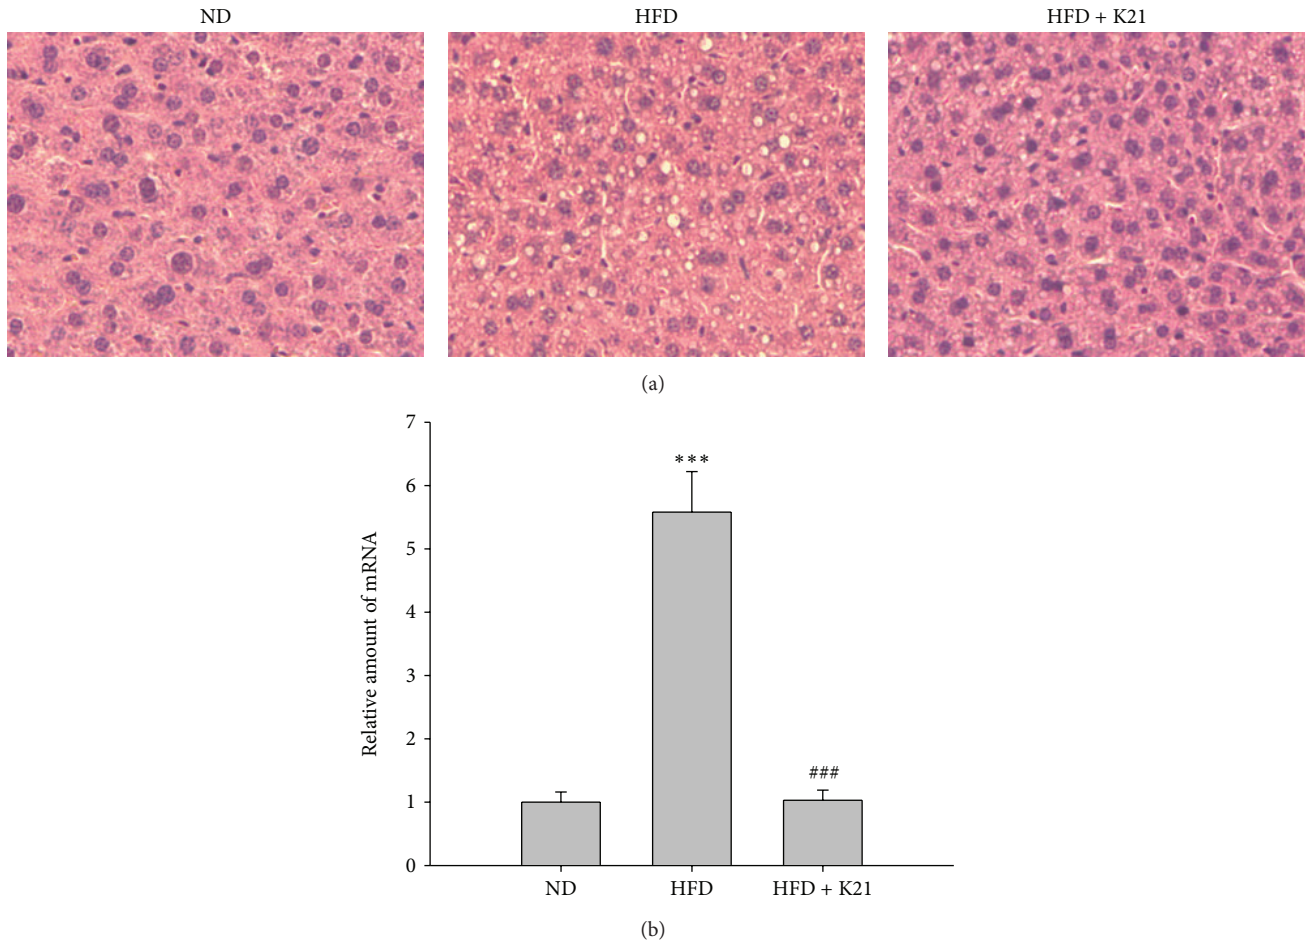 ND HFD HFD + K21
(a)
7
***
6
5
4
3
2
###
1
0
Relative amount of mRNA
ND HFD HFD + K21
(b)